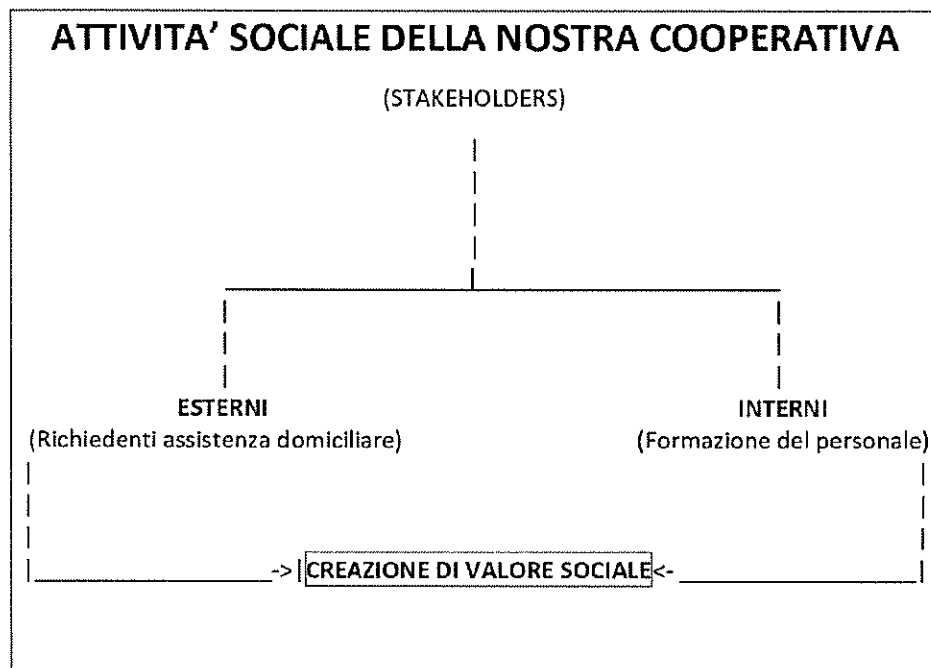 ATTIVITA' SOCIALE DELLA NOSTRA COOPERATIVA
(STAKEHOLDERS)
ESTERNI
INTERNI
(Richiedenti assistenza domiciliare)
(Formazione del personale)
CREAZIONE DI VALORE SOCIALE